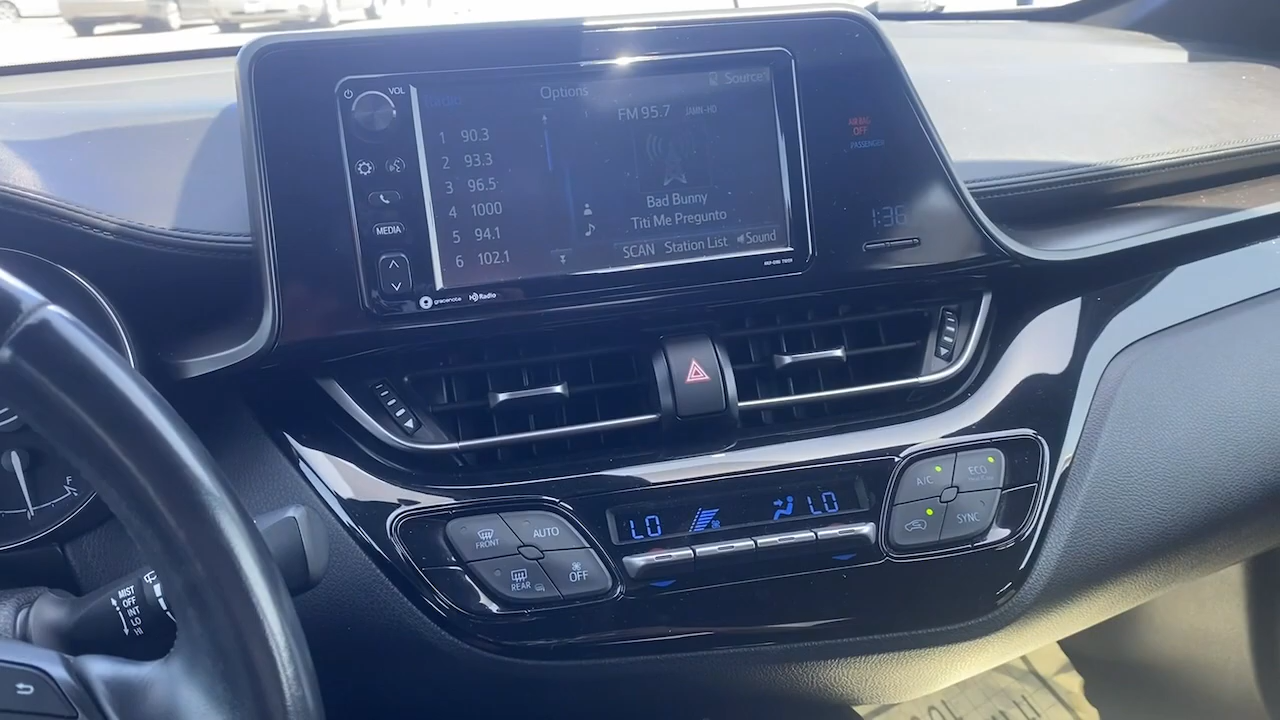 VOL
Radio
Options
Source
FM 95.7 JAMN-HD
1 90.3
2 93.3
3 96.5
4 1000
5 94.1
6 102.1
Bad Bunny
Titi Me Pregunto
SCAN Station List Sound
MEDIA
gracenote HD Radio
AIR BAG
OFF
PASSENGER
1:36
LO
LO
FRONT
AUTO
REAR
OFF
A/C
ECO
SYNC
F
MIST
OFF
INT
LO
HI